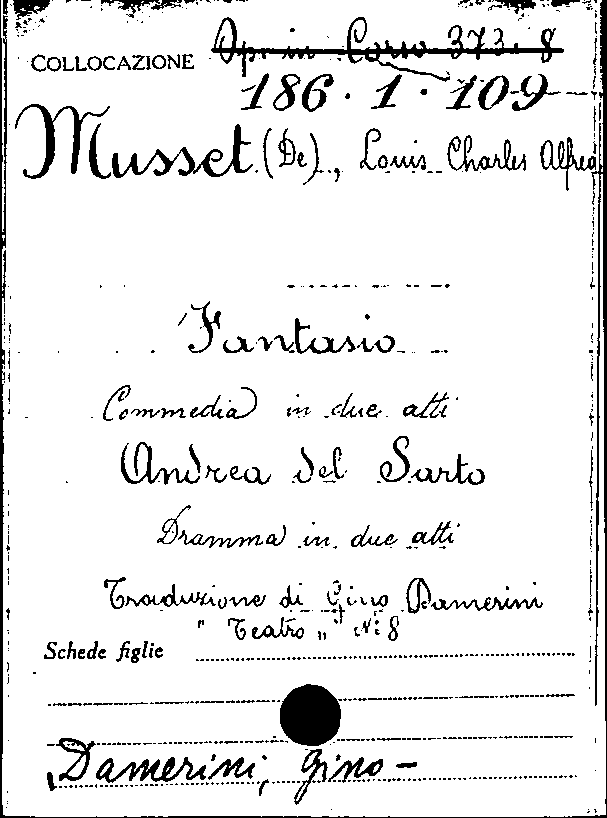 COLLOCAZIONE Op. in Corso 373. 8
186 · 1 · 109
Musset (De), Louis Charles Alfred
Fantasio
Commedia in due atti
Andrea del Sarto
Dramma in due atti
Traduzione di Gino Damerini
" Teatro „ N: 8
Schede figlie
Damerini, Gino -